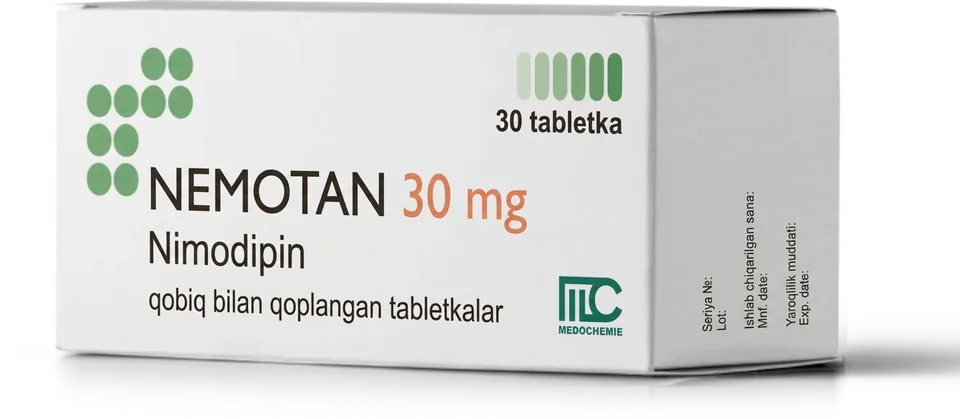 30 tabletka
NEMOTAN 30 mg
Nimodipin
qobiq bilan qoplangan tabletkalar
MC
MEDOCHEMIE
Seriya №:
Lot:
Ishlab chiqarilgan sana:
Mnf. date:
Yaroqlilik muddati:
Exp. date: